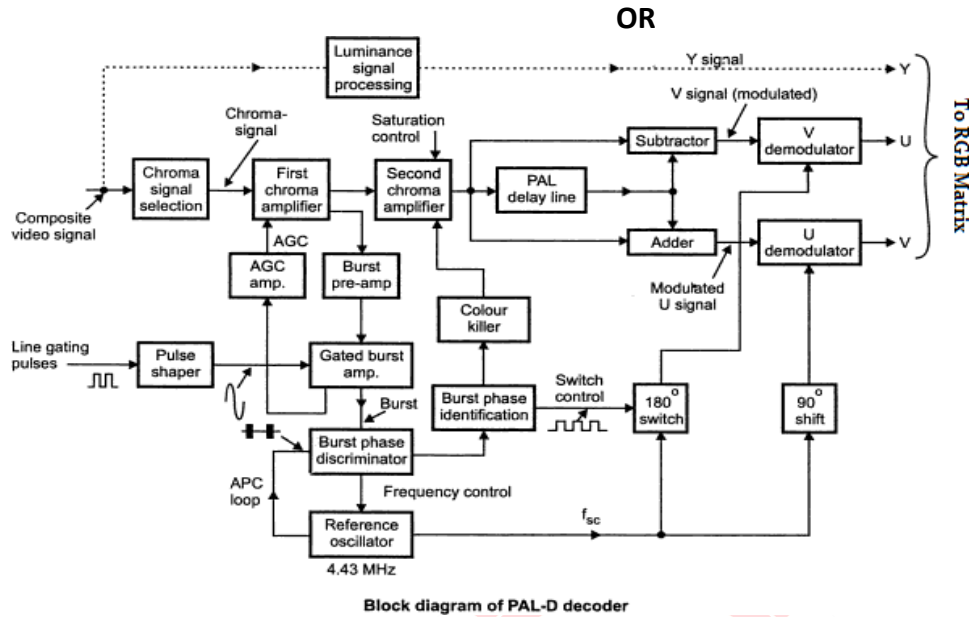 OR
Luminance
signal
processing
Y signal
Y
V signal (modulated)
Chroma-
signal
Saturation
control
Chroma
signal
selection
First
chroma
amplifier
Second
chroma
amplifier
PAL
delay line
Subtractor
V
demodulator
U
Composite
video signal
AGC
AGC
amp.
Burst
pre-amp
Adder
U
demodulator
V
Modulated
U signal
To RGB Matrix
Colour
killer
Line gating
pulses
Pulse
shaper
Gated burst
amp.
Burst
Burst phase
identification
Switch
control
180°
switch
90°
shift
Burst phase
discriminator
APC
loop
Frequency control
Reference
oscillator
4.43 MHz
fsc
Block diagram of PAL-D decoder